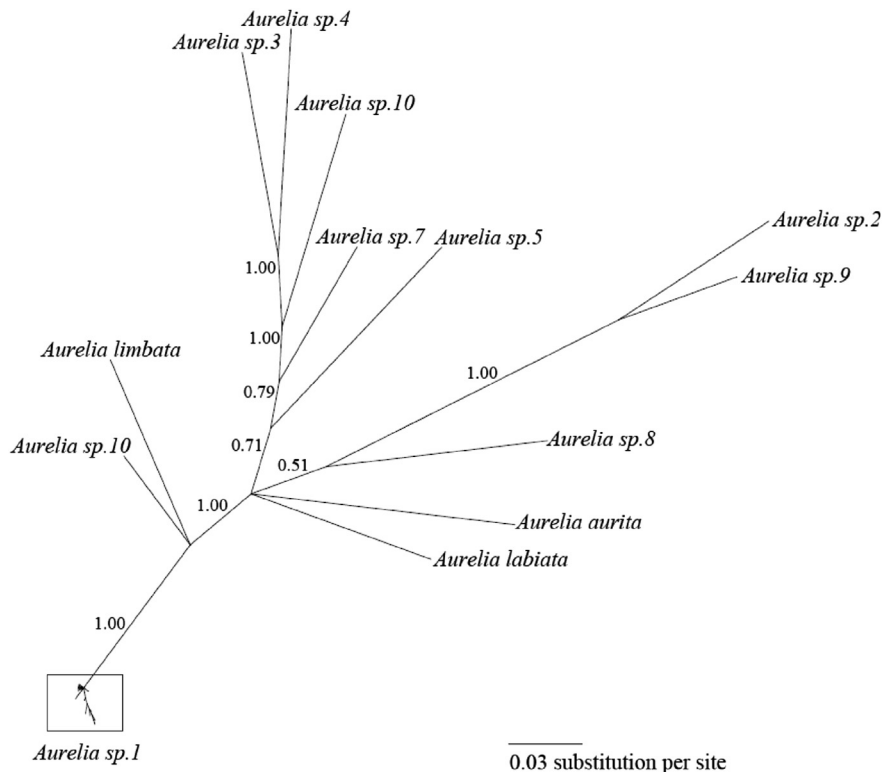 Aurelia sp.4
Aurelia sp.3
Aurelia sp.10
Aurelia sp.2
Aurelia sp.7
Aurelia sp.5
1.00
Aurelia sp.9
1.00
Aurelia limbata
1.00
0.79
Aurelia sp.10
0.71
Aurelia sp.8
0.51
1.00
Aurelia aurita
Aurelia labiata
1.00
Aurelia sp.1
0.03 substitution per site